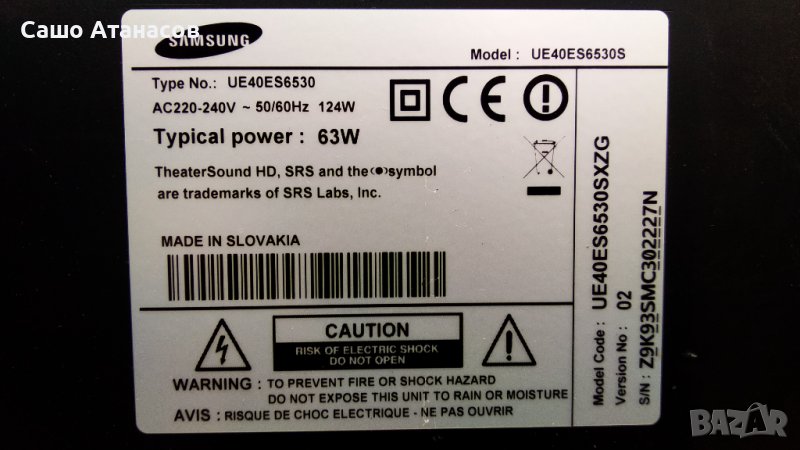 Сашо Атанасов
SAMSUNG
Model : UE40ES6530S
Type No.: UE40ES6530
AC220-240V ~ 50/60Hz 124W
Typical power : 63W
TheaterSound HD, SRS and the symbol
are trademarks of SRS Labs, Inc.
MADE IN SLOVAKIA
CAUTION
RISK OF ELECTRIC SHOCK
DO NOT OPEN
WARNING : TO PREVENT FIRE OR SHOCK HAZARD
DO NOT EXPOSE THIS UNIT TO RAIN OR MOISTURE
AVIS : RISQUE DE CHOC ELECTRIQUE - NE PAS OUVRIR
Model Code : UE40ES6530SXZG
Version No : 02
S/N : Z9K93SMC302227N
BAZAR